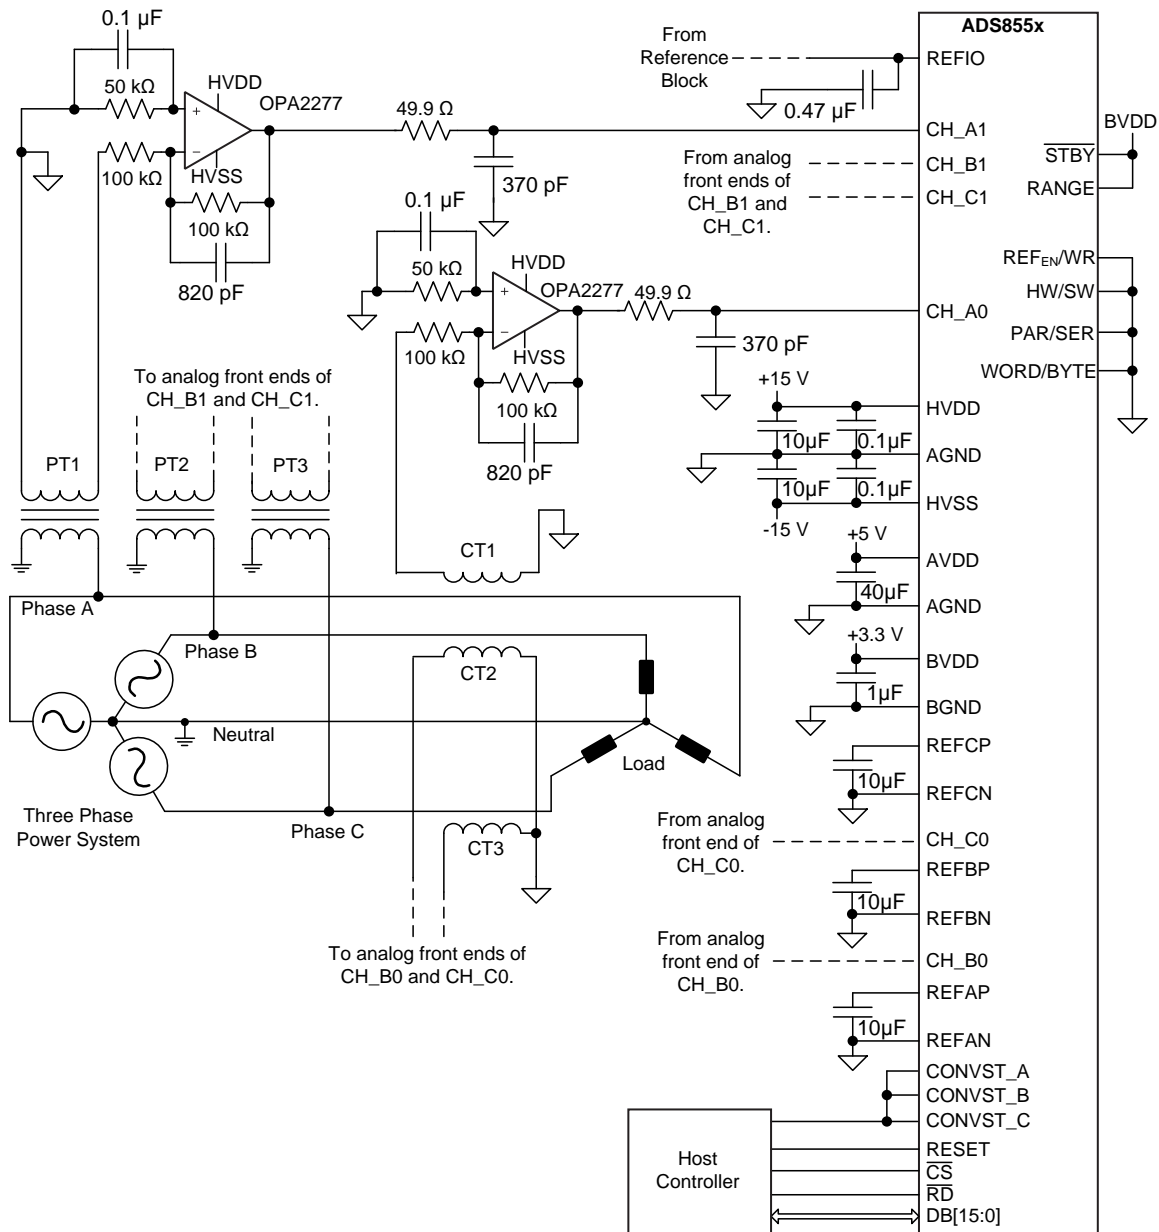 0.1 µF
50 kΩ
100 kΩ
HVDD
OPA2277
HVSS
+
−
100 kΩ
820 pF
49.9 Ω
370 pF
0.1 µF
50 kΩ
100 kΩ
HVDD
OPA2277
HVSS
+
−
100 kΩ
820 pF
49.9 Ω
370 pF
From
Reference
Block
0.47 µF
From analog
front ends of
CH_B1 and
CH_C1.
ADS855x
REFIO
CH_A1
CH_B1
CH_C1
CH_A0
HVDD
AGND
HVSS
AVDD
AGND
BVDD
BGND
REFCP
REFCN
CH_C0
REFBP
REFBN
CH_B0
REFAP
REFAN
CONVST_A
CONVST_B
CONVST_C
RESET
CS
RD
DB[15:0]
BVDD
STBY
RANGE
REFEN/WR
HW/SW
PAR/SER
WORD/BYTE
+15 V
10µF
0.1µF
10µF
0.1µF
-15 V
+5 V
40µF
+3.3 V
1µF
10µF
From analog
front end of
CH_C0.
10µF
From analog
front end of
CH_B0.
10µF
To analog front ends of
CH_B1 and CH_C1.
PT1
PT2
PT3
CT1
Phase A
Phase B
CT2
Neutral
Load
Three Phase
Power System
Phase C
CT3
To analog front ends of
CH_B0 and CH_C0.
Host
Controller